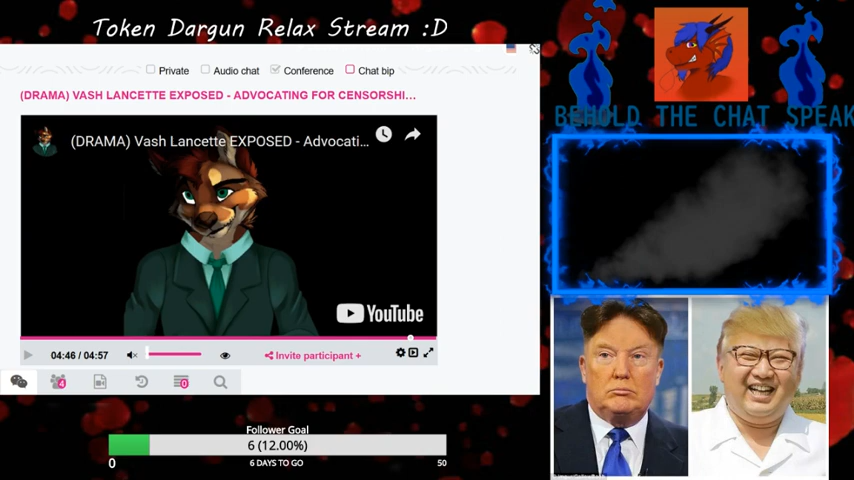 Token Dargun Relax Stream :D
Private Audio chat Conference Chat bip
(DRAMA) VASH LANCETTE EXPOSED - ADVOCATING FOR CENSORSHI...
(DRAMA) Vash Lancette EXPOSED - Advocati...
YouTube
04:46 / 04:57
Invite participant +
4
0
BEHOLD THE CHAT SPEAK
Follower Goal
6 (12.00%)
0
6 DAYS TO GO
50